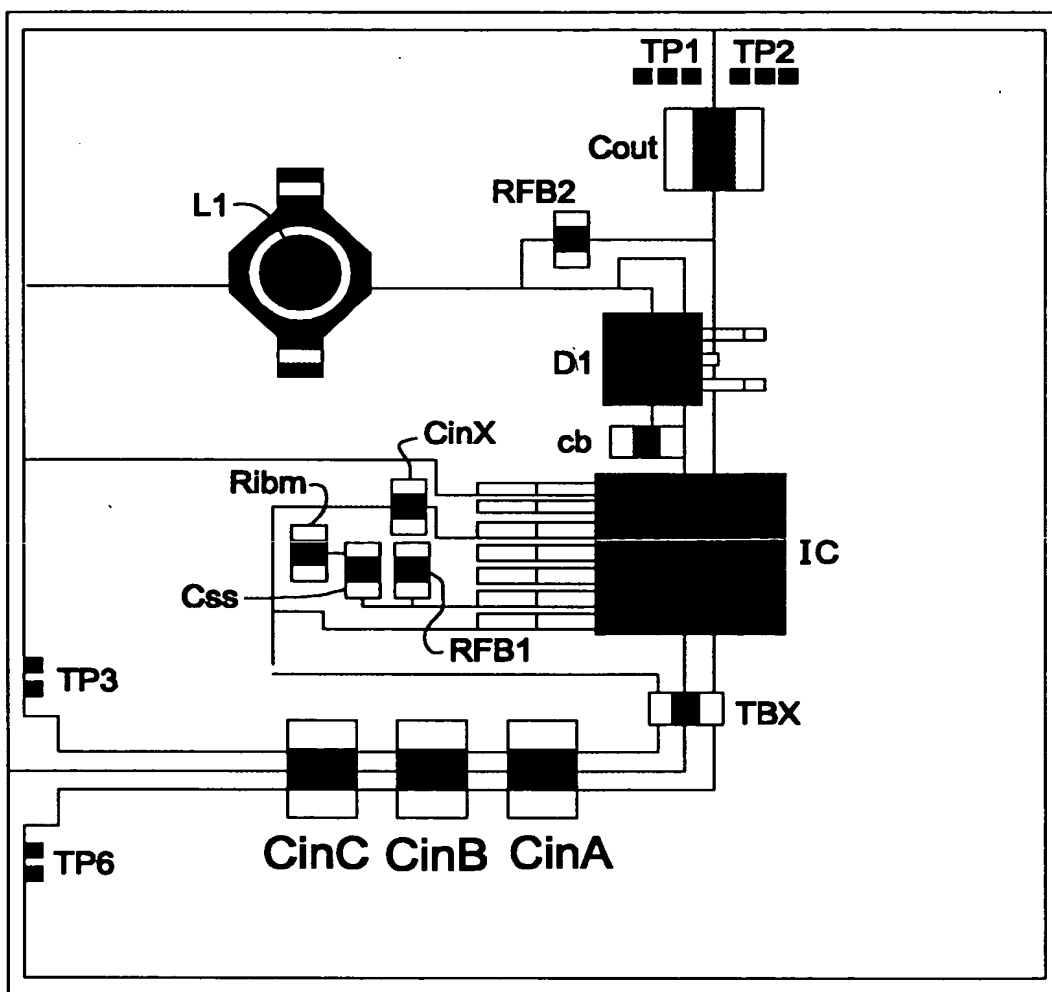 TP1 TP2
Cout
RFB2
L1
D1
cb
CinX
Ribm
IC
Css
RFB1
TP3
TBX
CinC CinB CinA
TP6